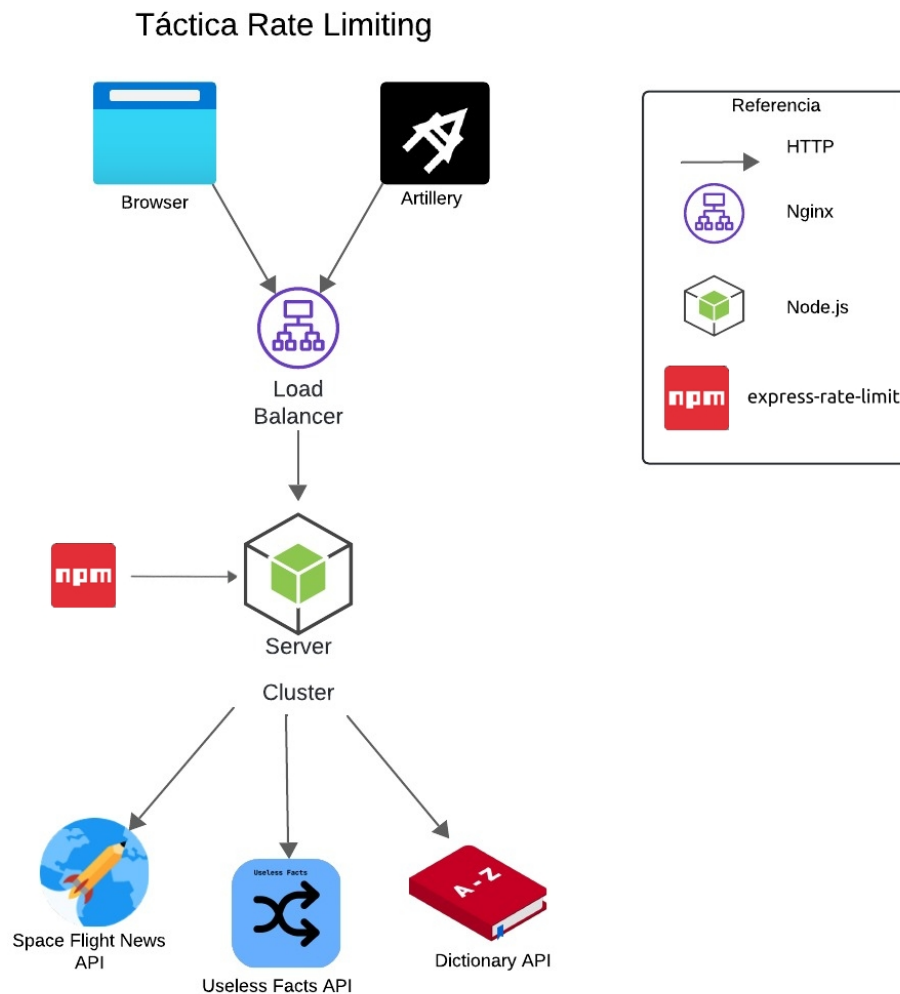 Táctica Rate Limiting
Browser
Artillery
Load
Balancer
npm
Server
Cluster
Space Flight News
API
Useless Facts
Useless Facts API
A-Z
Dictionary API
Referencia
HTTP
Nginx
Node.js
npm
express-rate-limit